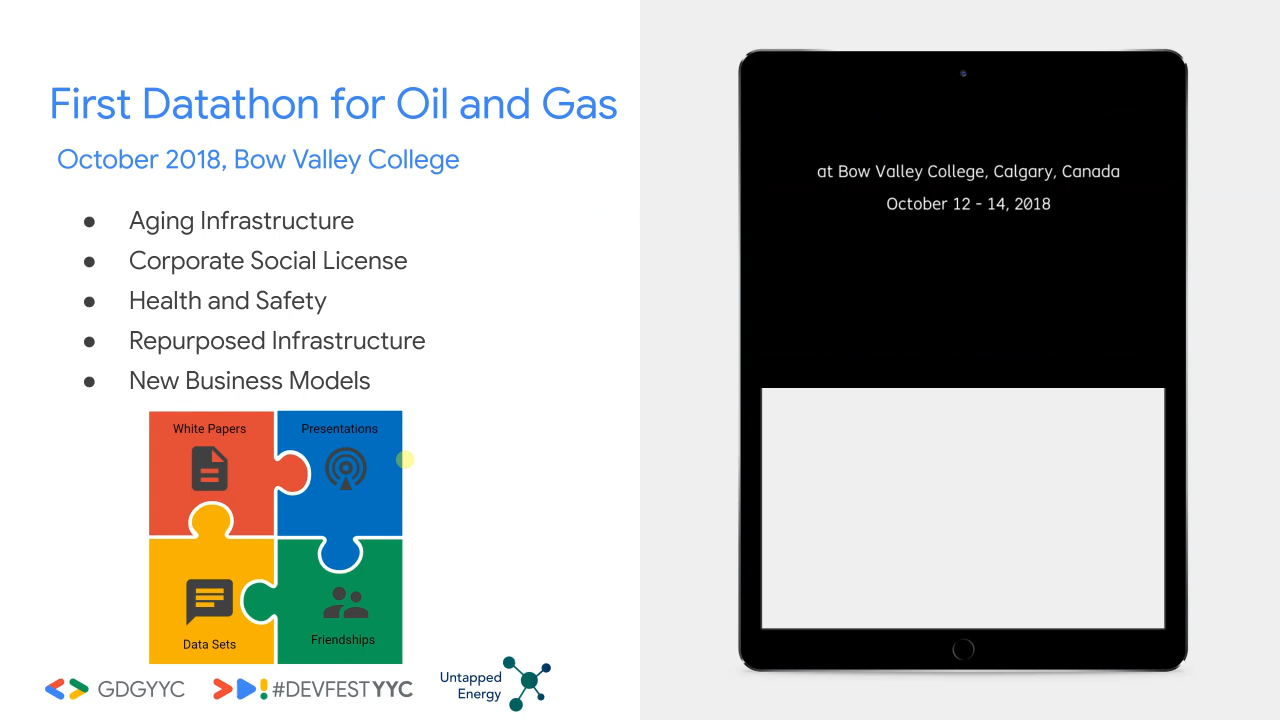 First Datathon for Oil and Gas
October 2018, Bow Valley College
● Aging Infrastructure
● Corporate Social License
● Health and Safety
● Repurposed Infrastructure
● New Business Models
White Papers
Presentations
Data Sets
Friendships
GDGYYC
#DEVFESTYYC
Untapped
Energy
at Bow Valley College, Calgary, Canada
October 12 - 14, 2018